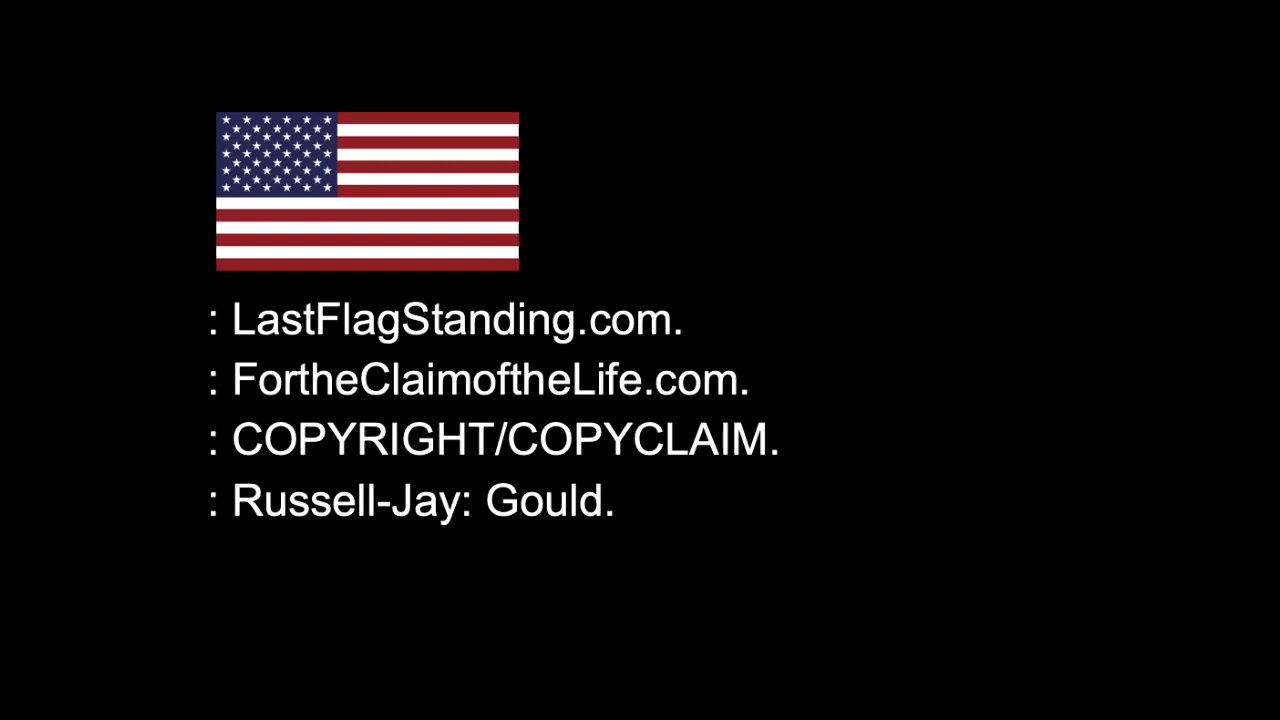 : LastFlagStanding.com.
: FortheClaimoftheLife.com.
: COPYRIGHT/COPYCLAIM.
: Russell-Jay: Gould.